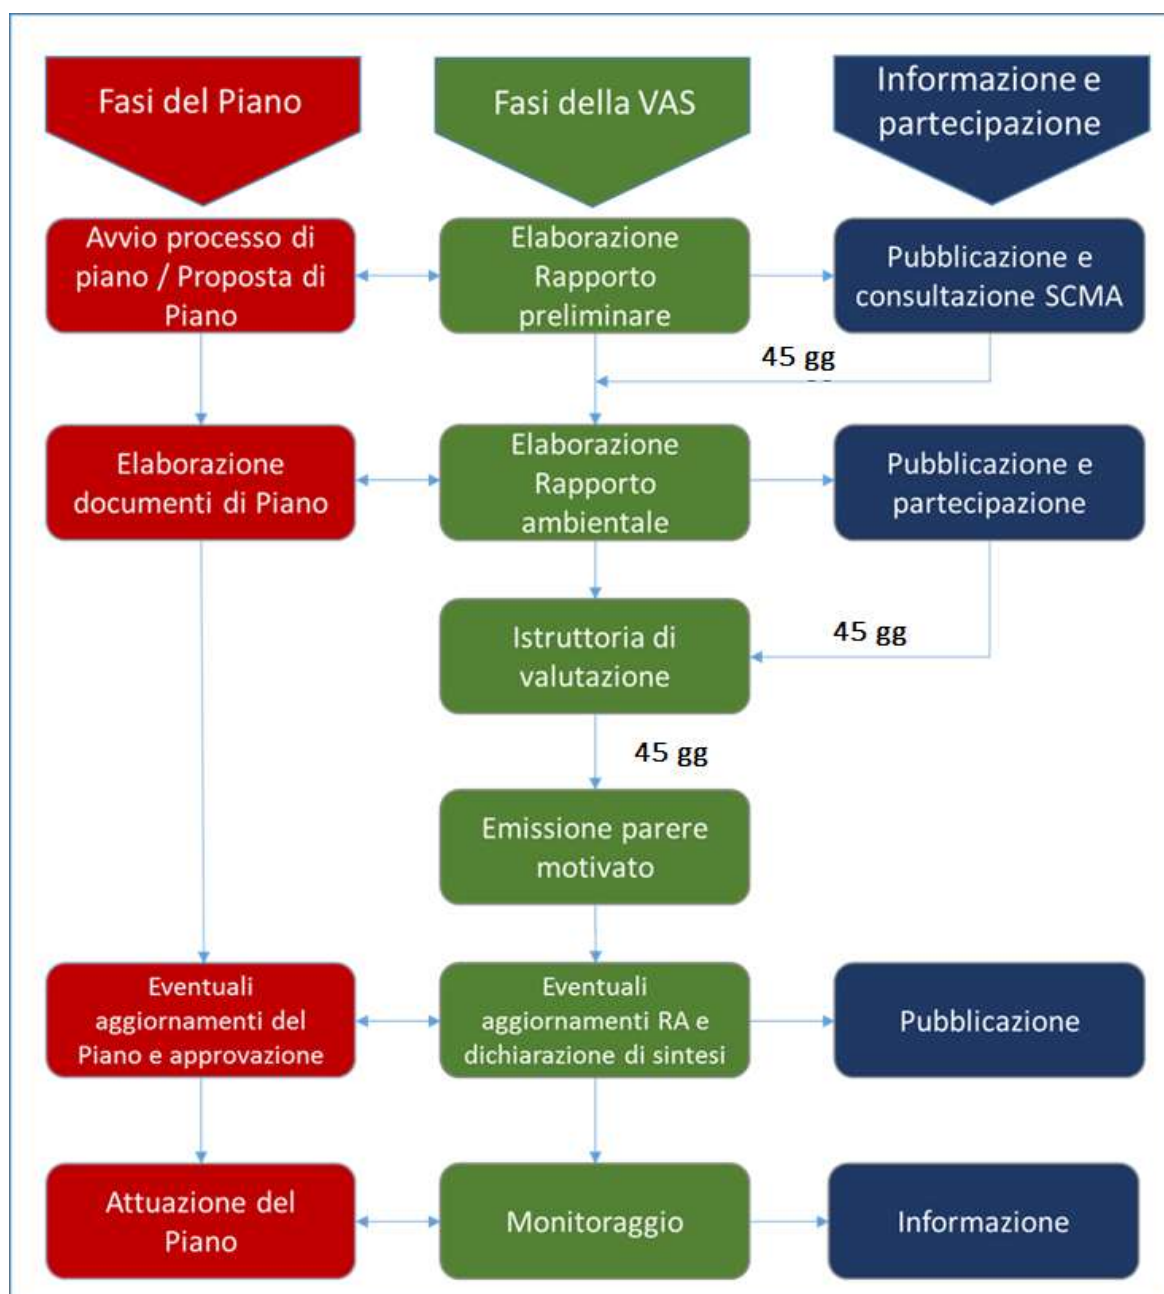 Fasi del Piano
Fasi della VAS
Informazione e
partecipazione
Avvio processo di
piano / Proposta di
Piano
Elaborazione
Rapporto
preliminare
Pubblicazione e
consultazione SCMA
45 gg
gg
Elaborazione
documenti di Piano
Elaborazione
Rapporto
ambientale
Pubblicazione e
partecipazione
Istruttoria di
valutazione
45 gg
45 gg
Emissione parere
motivato
Eventuali
aggiornamenti del
Piano e approvazione
Eventuali
aggiornamenti RA e
dichiarazione di sintesi
Pubblicazione
Attuazione del
Piano
Monitoraggio
Informazione